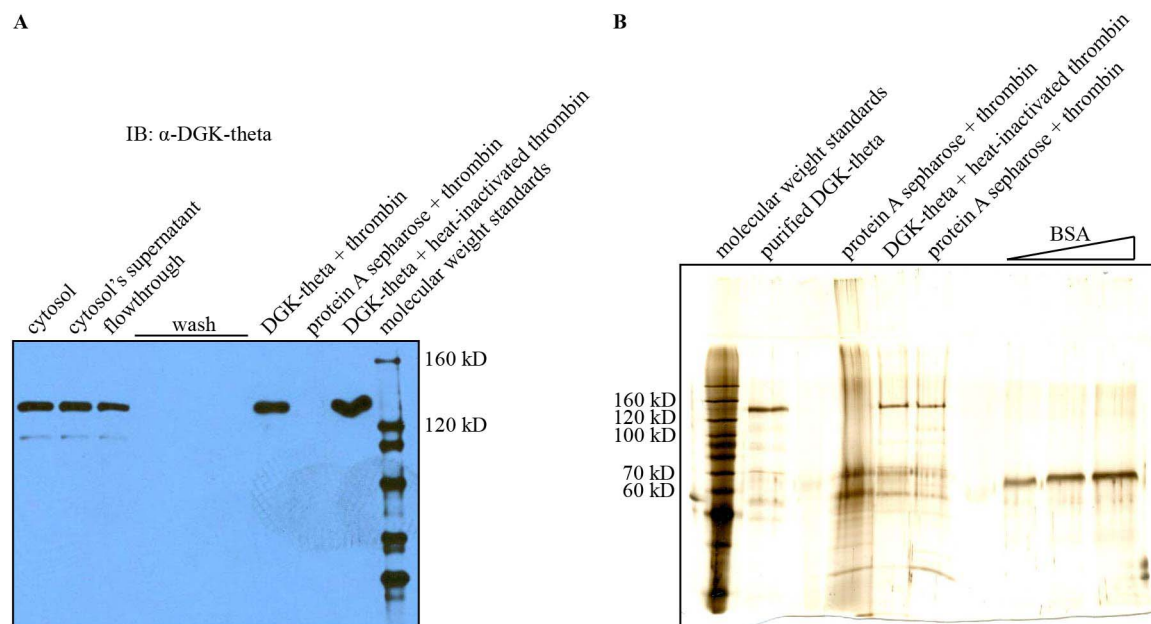 A
IB: α-DGK-theta
cytosol
cytosol's supernatant
flowthrough
wash
DGK-theta + thrombin
protein A sepharose + thrombin
DGK-theta + heat-inactivated thrombin
molecular weight standards
160 kD
120 kD
B
molecular weight standards
purified DGK-theta
protein A sepharose + thrombin
DGK-theta + heat-inactivated thrombin
protein A sepharose + thrombin
BSA
160 kD
120 kD
100 kD
70 kD
60 kD